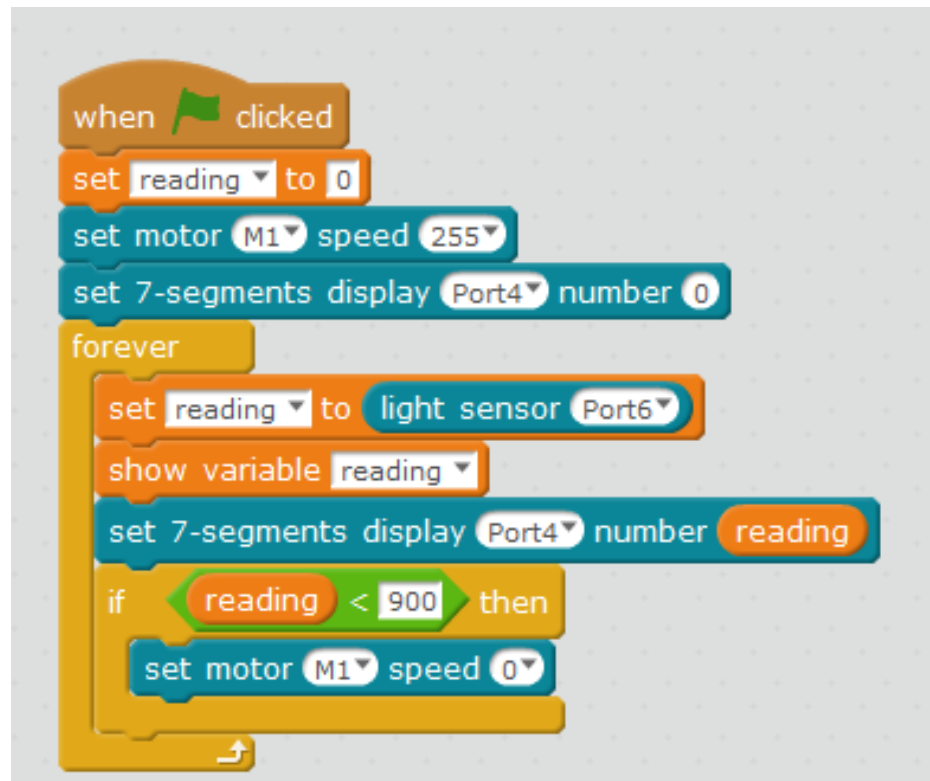 when clicked
set reading to 0
set motor M1 speed 255
set 7-segments display Port4 number 0
forever
set reading to light sensor Port6
show variable reading
set 7-segments display Port4 number reading
if reading < 900 then
set motor M1 speed 0